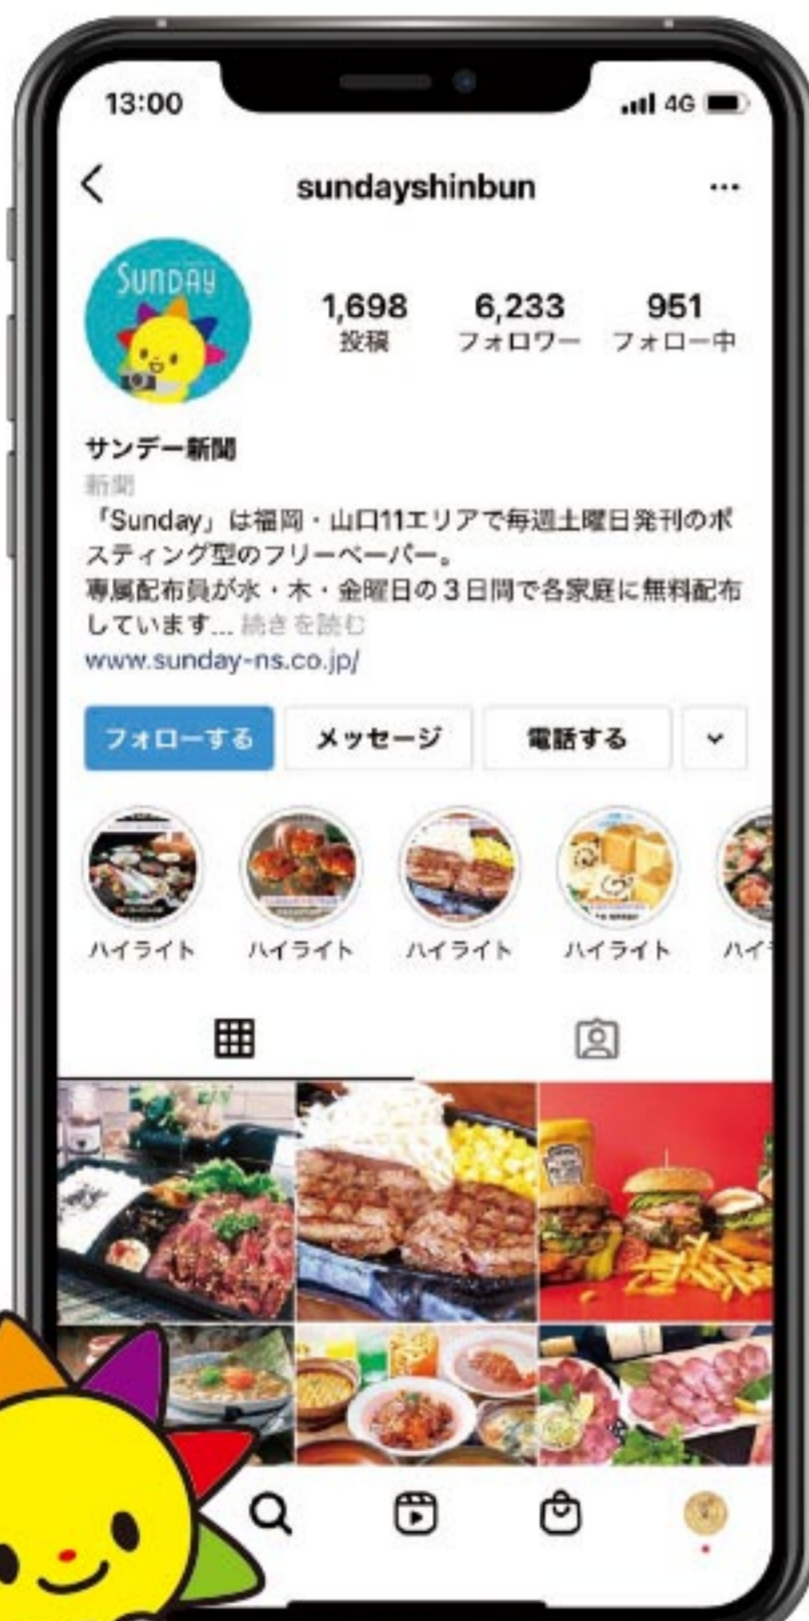 13:00
4G
sundayshinbun
SUNDAY
1,698
6,233
951
投稿
フォロワー
フォロー中
サンデー新聞
新聞
「Sunday」は福岡・山口11エリアで毎週土曜日発刊のポ
スティング型のフリーペーパー。
専属配布員が水・木・金曜日の3日間で各家庭に無料配布
しています... 続きを読む
www.sunday-ns.co.jp/
フォローする
メッセージ
電話する
ハイライト
ハイライト
ハイライト
ハイライト
ハイラ